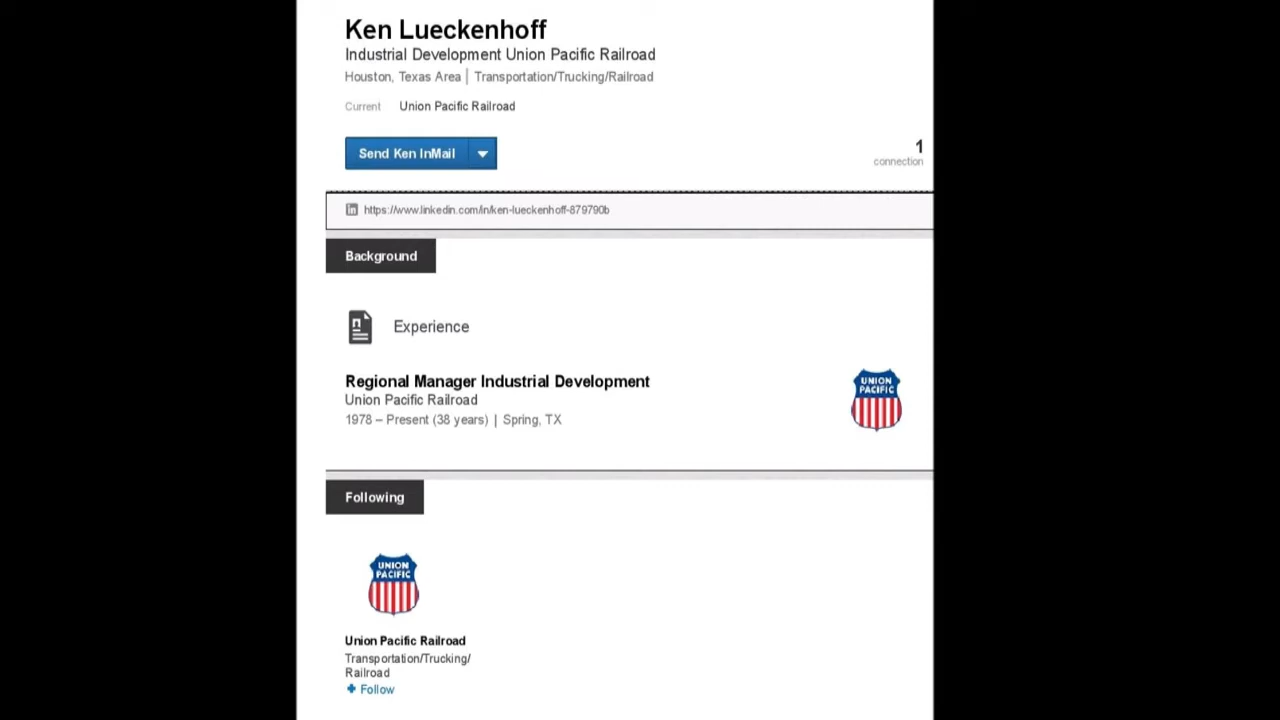 Ken Lueckenhoff
Industrial Development Union Pacific Railroad
Houston, Texas Area | Transportation/Trucking/Railroad
Current Union Pacific Railroad
Send Ken InMail
1
connection
https://www.linkedin.com/in/ken-lueckenhoff-879790b
Background
Experience
Regional Manager Industrial Development
Union Pacific Railroad
1978 – Present (38 years) | Spring, TX
UNION
PACIFIC
Following
UNION
PACIFIC
Union Pacific Railroad
Transportation/Trucking/
Railroad
Follow